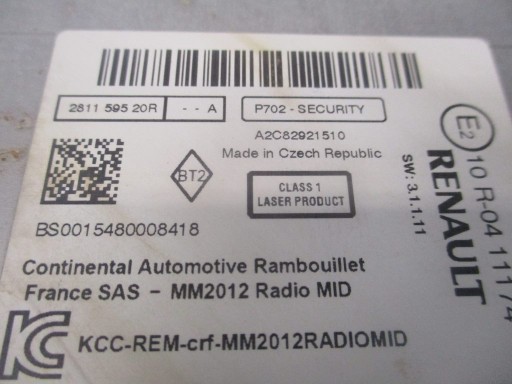 2811 595 20R
- - A
P702 - SECURITY
A2C82921510
Made in Czech Republic
BT2
CLASS 1
LASER PRODUCT
BS0015480008418
Continental Automotive Rambouillet
France SAS - MM2012 Radio MID
KCC-REM-crf-MM2012RADIOMID
E2
10 R-04 11174
RENAULT
SW: 3.1.1.11